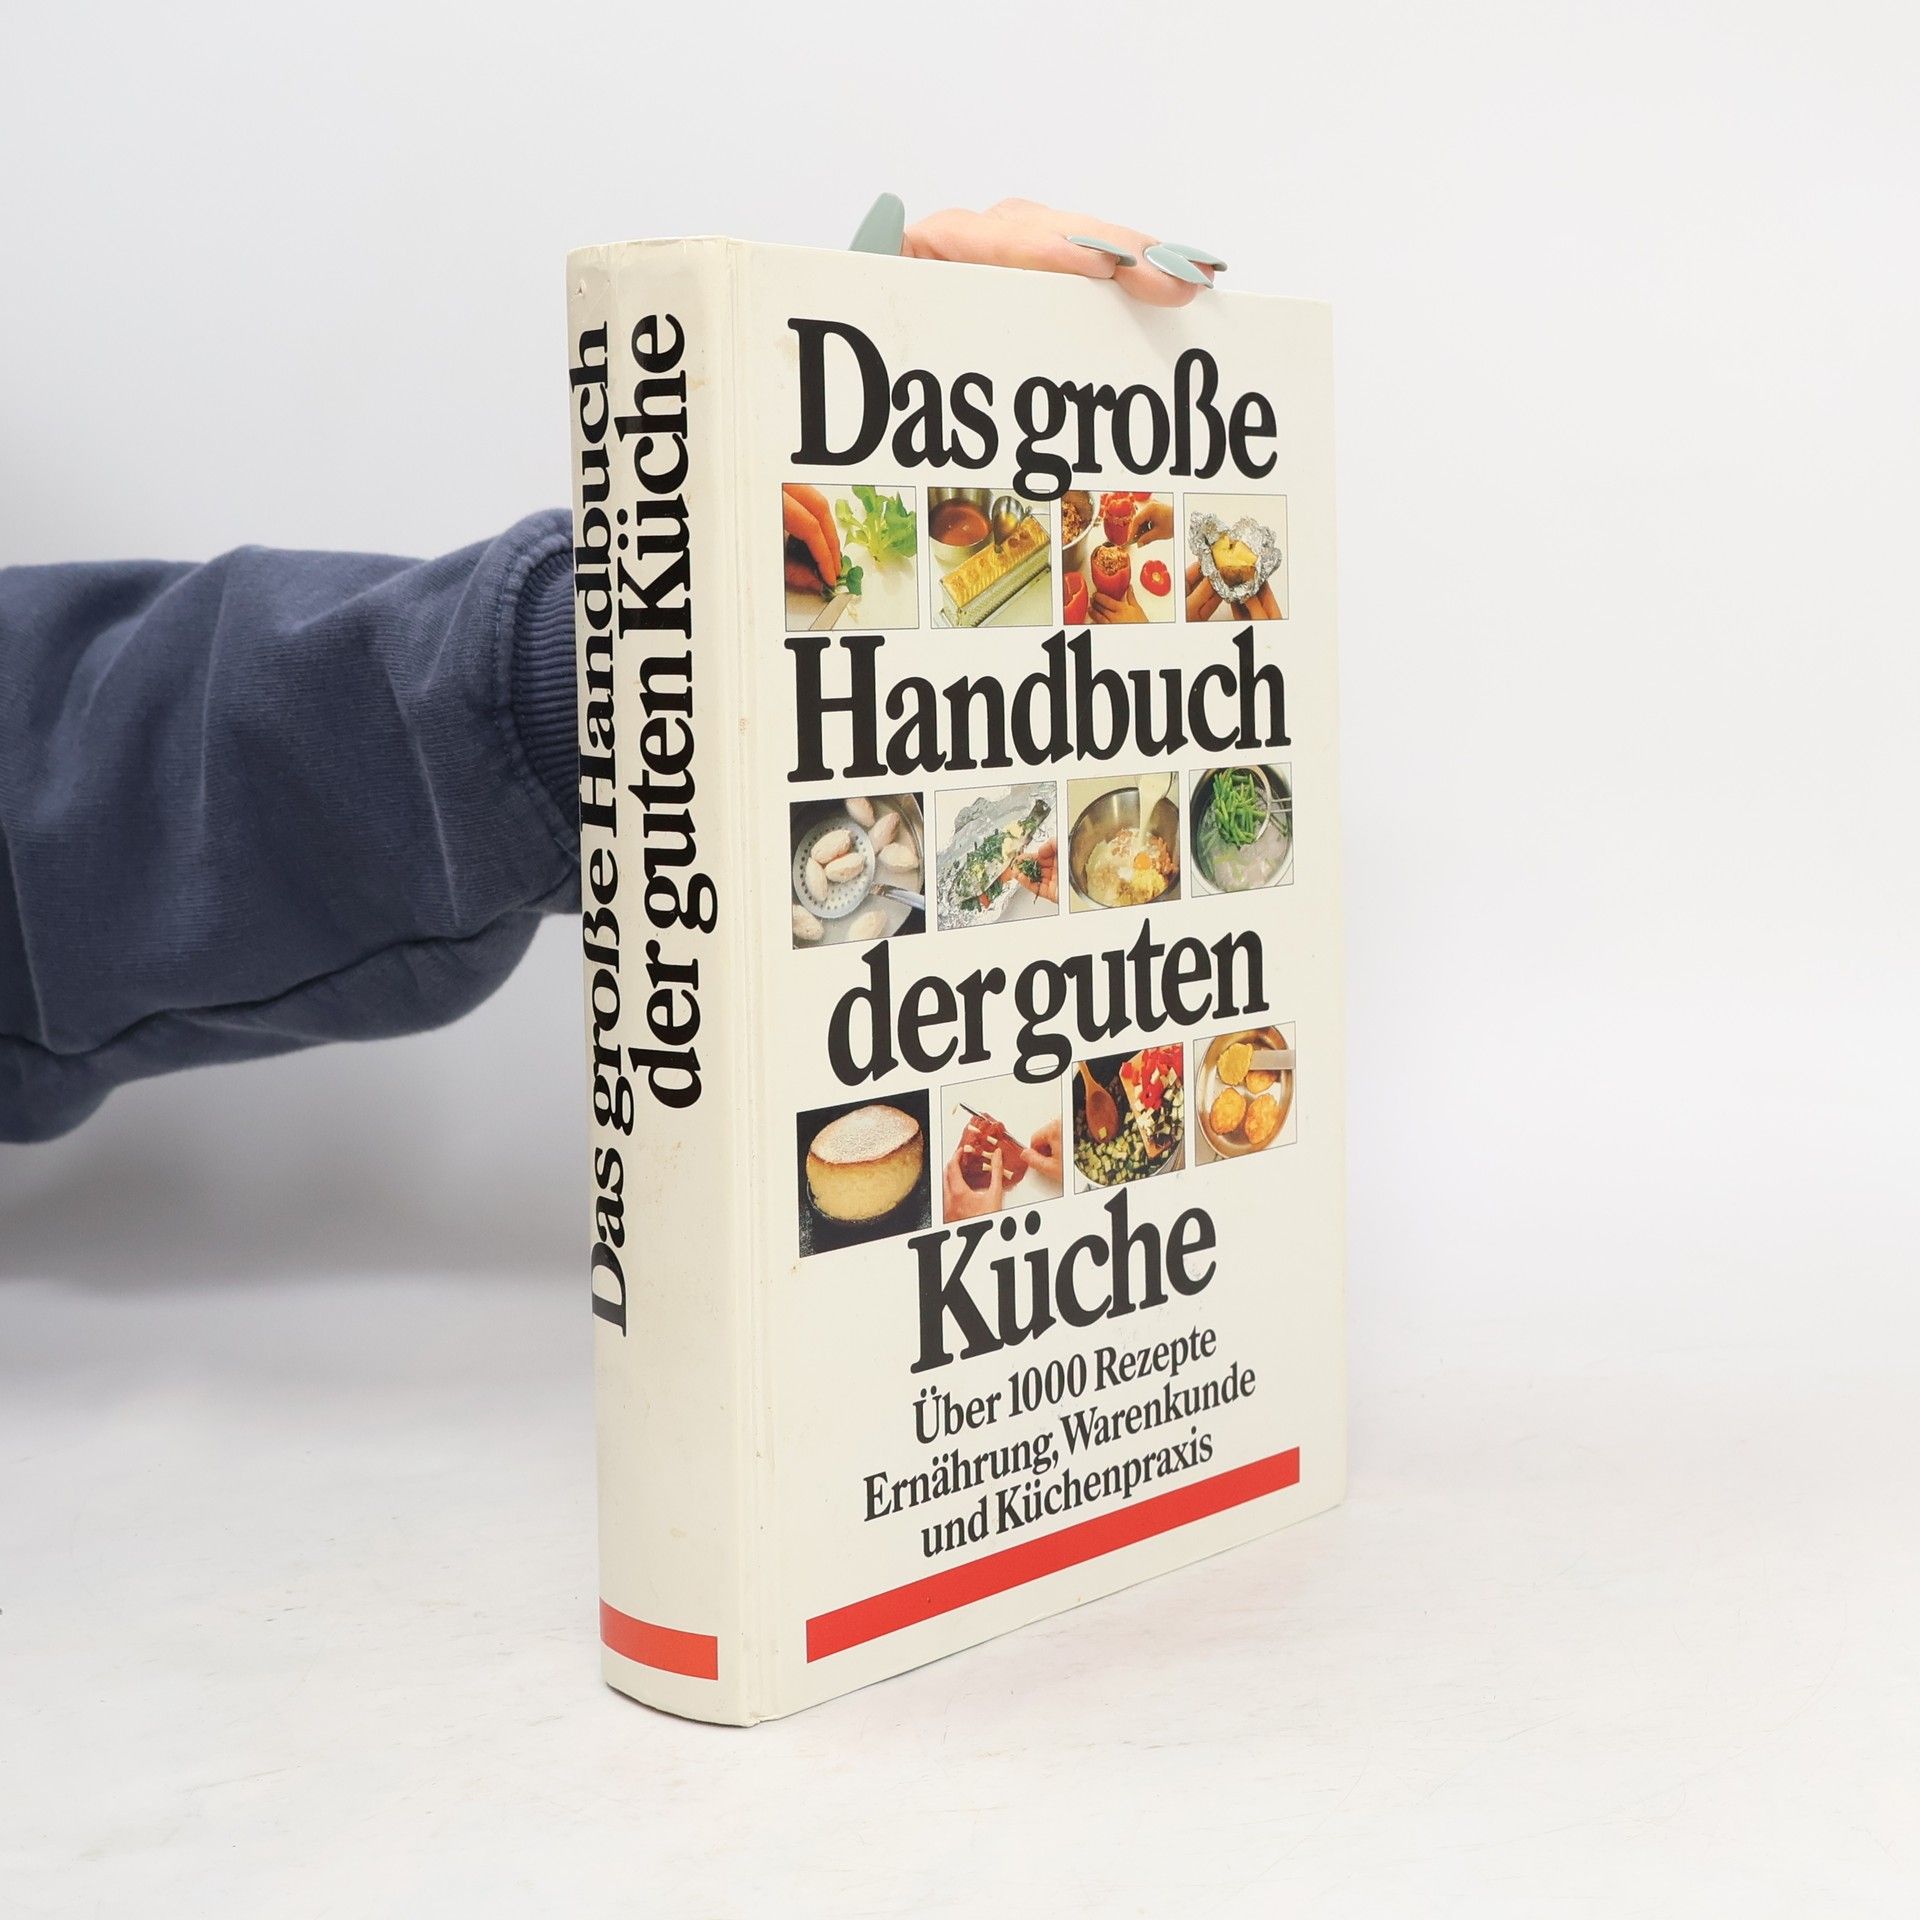 Das große Handbuch
der guten Küche
Das große
Handbuch
der guten
Küche
Über 1000 Rezepte
Ernährung, Warenkunde
und Küchenpraxis